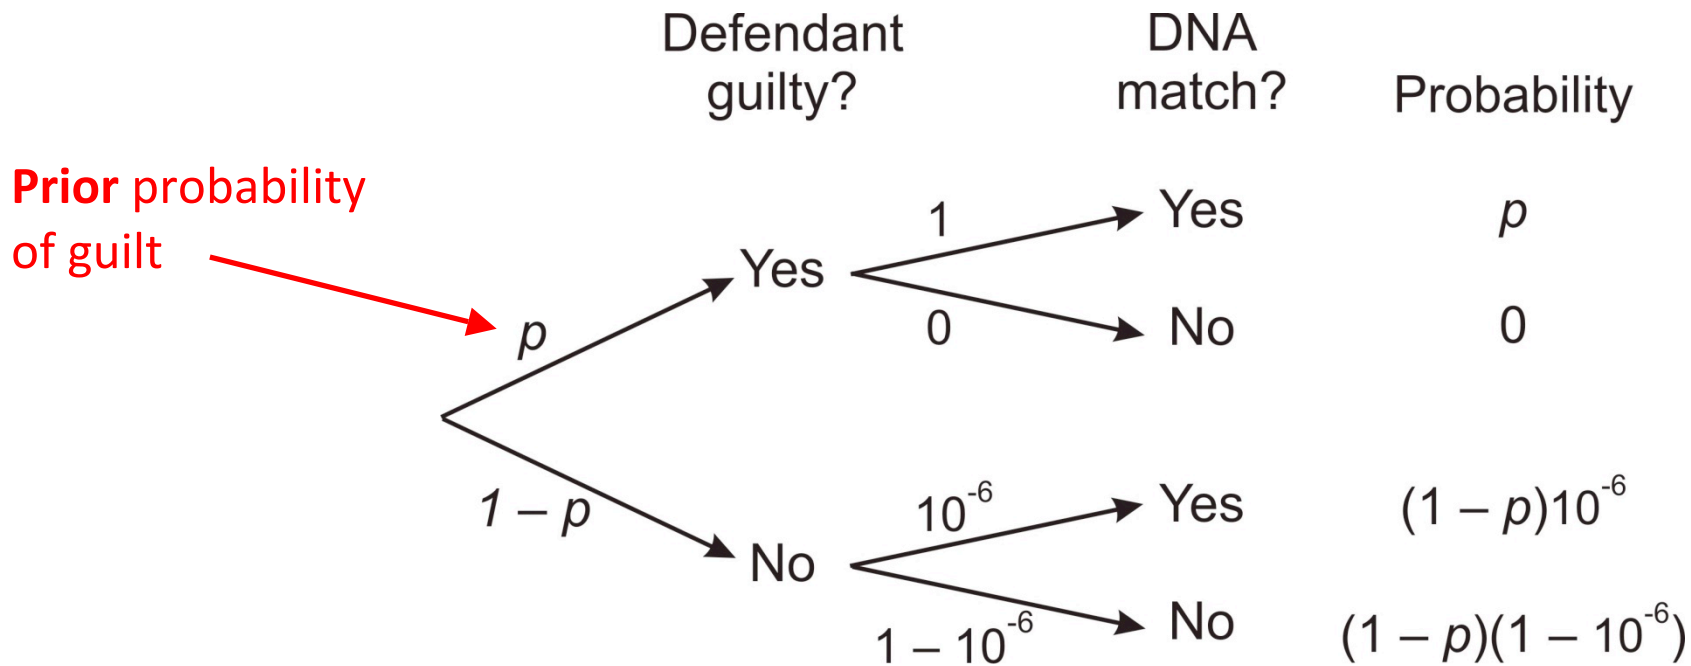 Defendant
guilty?
DNA
match?
Probability
Prior probability
of guilt
p
1 – p
Yes
No
1
0
10⁻⁶
1 – 10⁻⁶
Yes
No
Yes
No
p
0
(1 – p)10⁻⁶
(1 – p)(1 – 10⁻⁶)